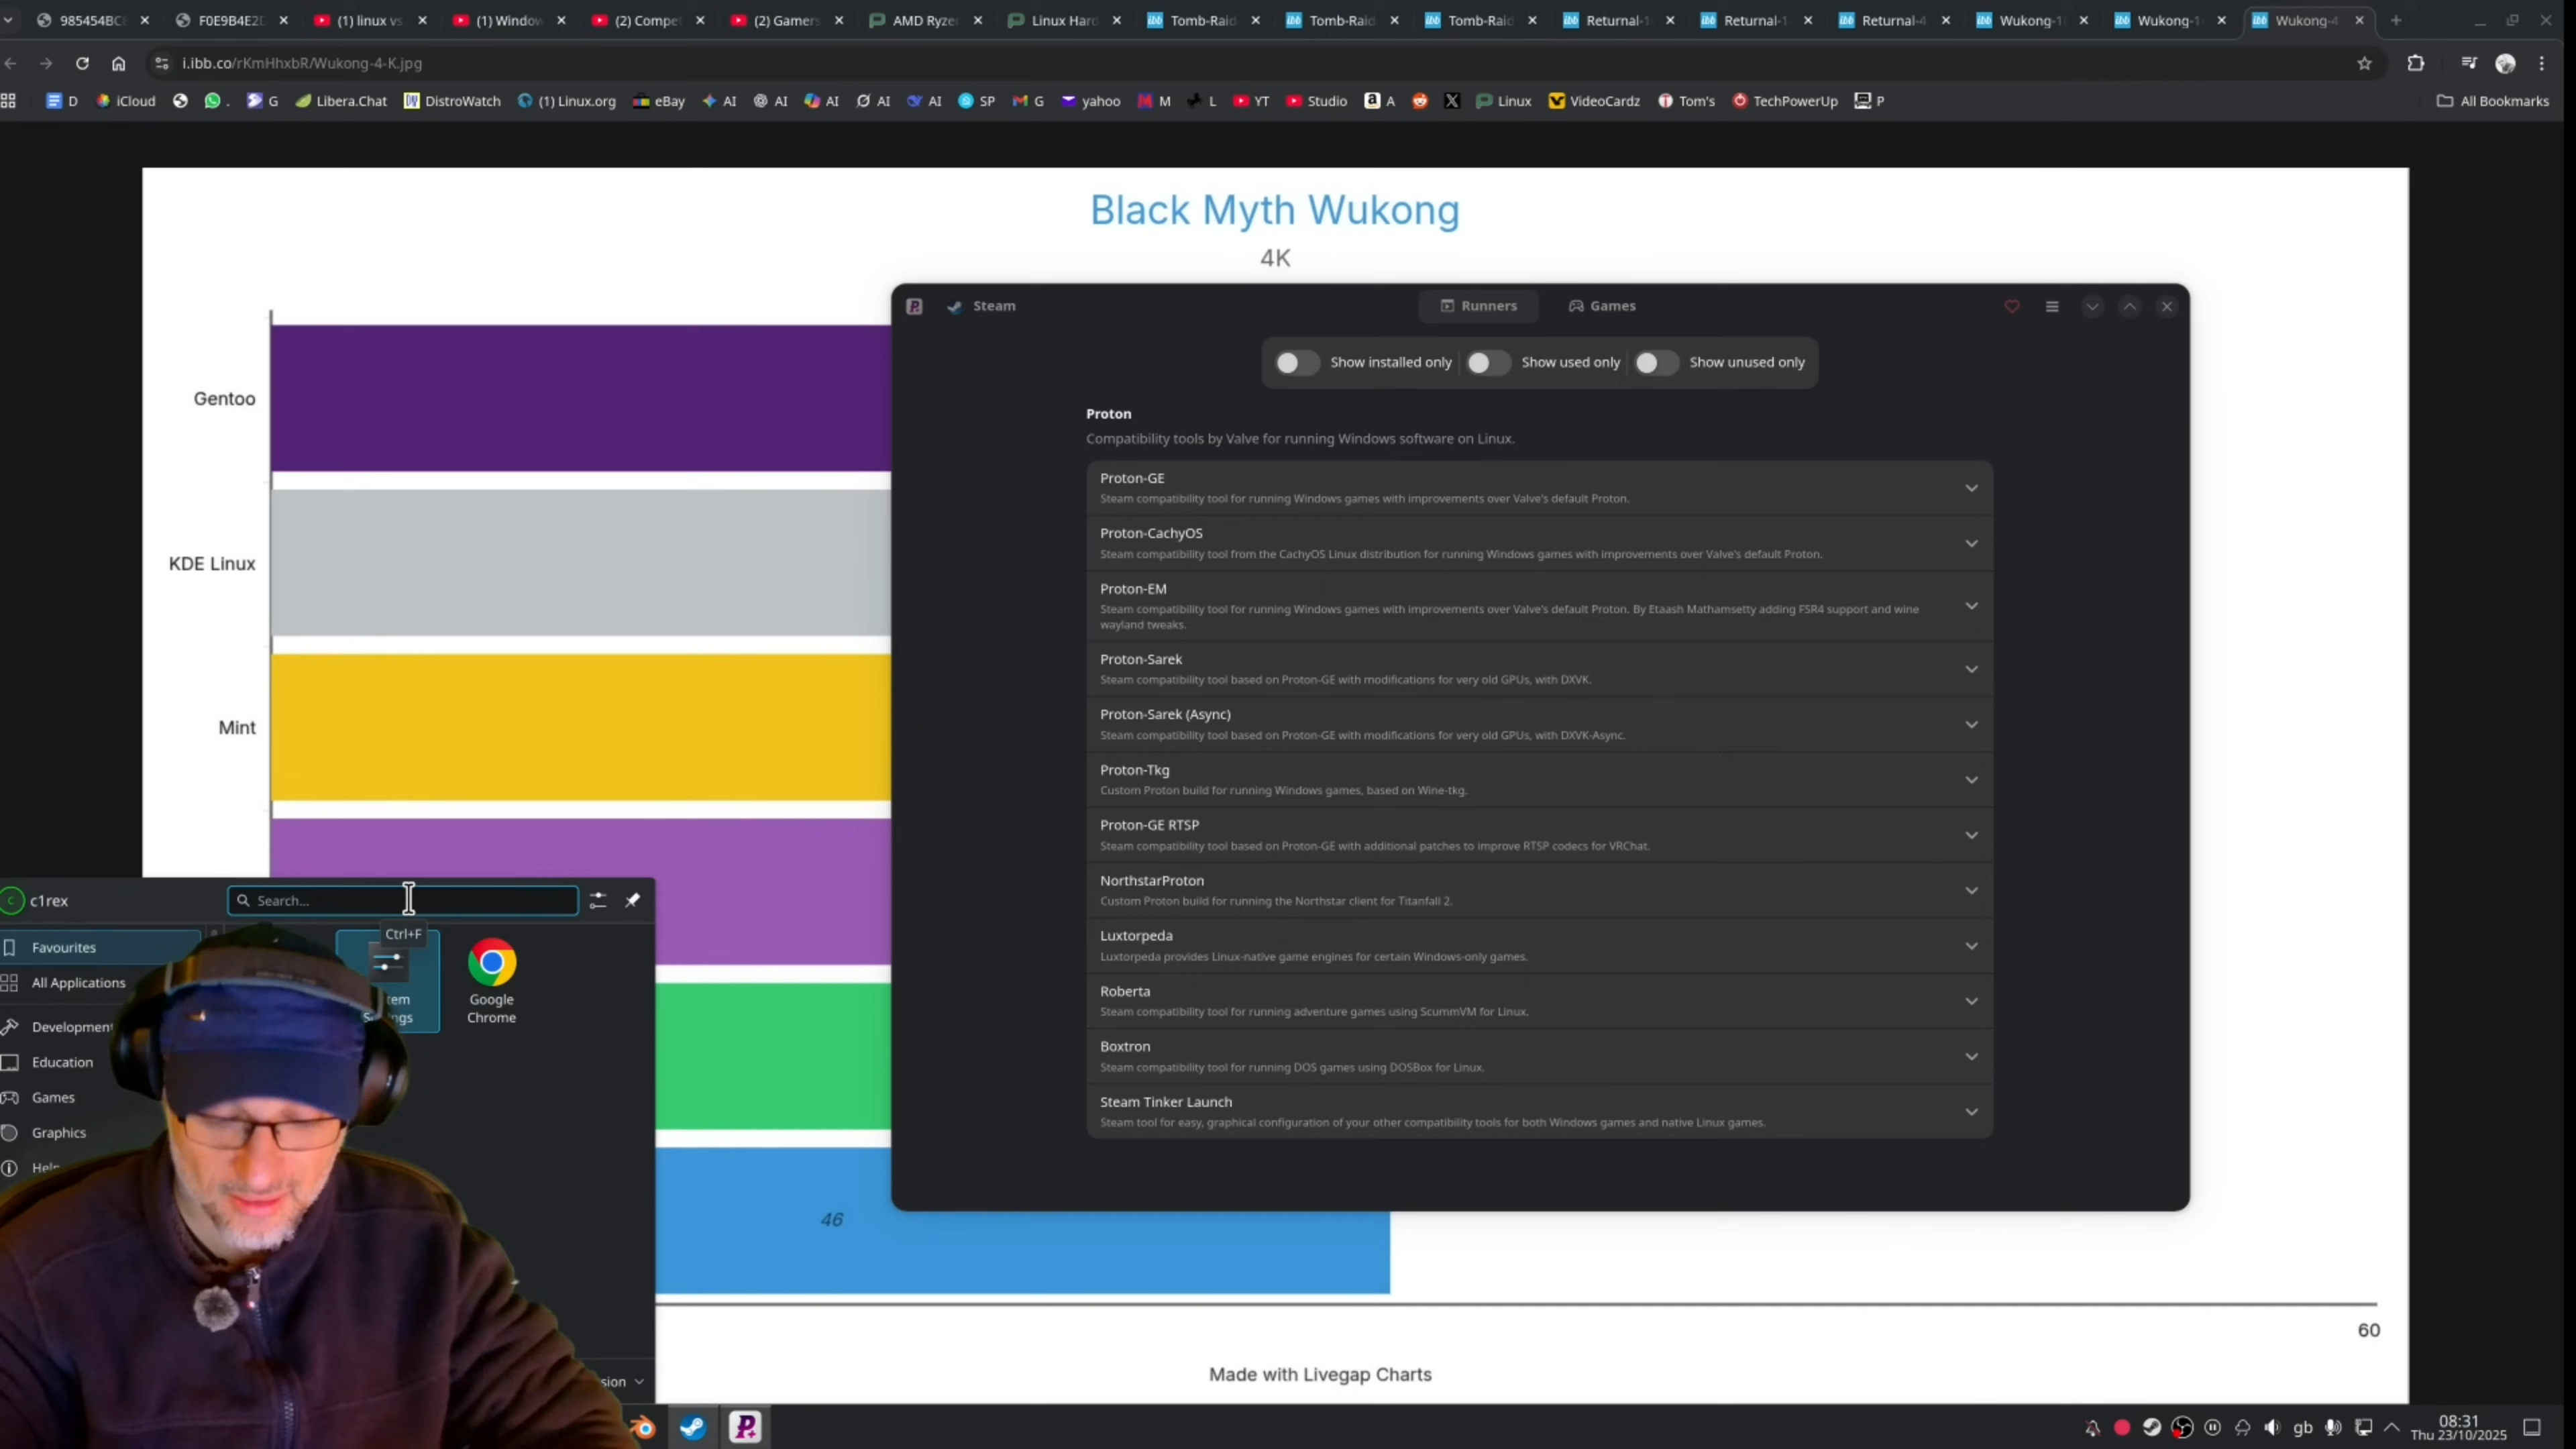 985454BC
F0E9B4E2D
(1) linux vs
(1) Window
(2) Compet
(2) Gamers
AMD Ryze
Linux Hard
Tomb-Raid
Tomb-Raid
Tomb-Raid
Returnal-1
Returnal-1
Returnal-4
Wukong-1
Wukong-1
Wukong-4
i.ibb.co/rKmHhxbR/Wukong-4-K.jpg
D
iCloud
.
G
Libera.Chat
DistroWatch
(1) Linux.org
eBay
AI
AI
AI
AI
AI
SP
G
yahoo
M
L
YT
Studio
A
Linux
VideoCardz
Tom's
TechPowerUp
P
All Bookmarks
Black Myth Wukong
4K
Gentoo
KDE Linux
Mint
46
60
Made with Livegap Charts
Steam
Runners
Games
Show installed only
Show used only
Show unused only
Proton
Compatibility tools by Valve for running Windows software on Linux.
Proton-GE
Steam compatibility tool for running Windows games with improvements over Valve's default Proton.
Proton-CachyOS
Steam compatibility tool from the CachyOS Linux distribution for running Windows games with improvements over Valve's default Proton.
Proton-EM
Steam compatibility tool for running Windows games with improvements over Valve's default Proton. By Etaash Mathamsetty adding FSR4 support and wine
wayland tweaks.
Proton-Sarek
Steam compatibility tool based on Proton-GE with modifications for very old GPUs, with DXVK.
Proton-Sarek (Async)
Steam compatibility tool based on Proton-GE with modifications for very old GPUs, with DXVK-Async.
Proton-Tkg
Custom Proton build for running Windows games, based on Wine-tkg.
Proton-GE RTSP
Steam compatibility tool based on Proton-GE with additional patches to improve RTSP codecs for VRChat.
NorthstarProton
Custom Proton build for running the Northstar client for Titanfall 2.
Luxtorpeda
Luxtorpeda provides Linux-native game engines for certain Windows-only games.
Roberta
Steam compatibility tool for running adventure games using ScummVM for Linux.
Boxtron
Steam compatibility tool for running DOS games using DOSBox for Linux.
Steam Tinker Launch
Steam tool for easy, graphical configuration of your other compatibility tools for both Windows games and native Linux games.
c1rex
Search...
Ctrl+F
Favourites
All Applications
Development
Education
Games
Graphics
Help
Google
Chrome
sion
gb
08:31
Thu 23/10/2025